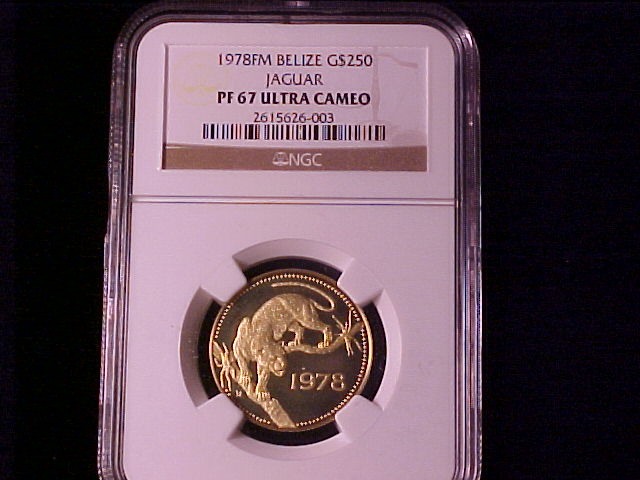 1978FM BELIZE G$250
JAGUAR
PF 67 ULTRA CAMEO
2615626-003
NGC
1978